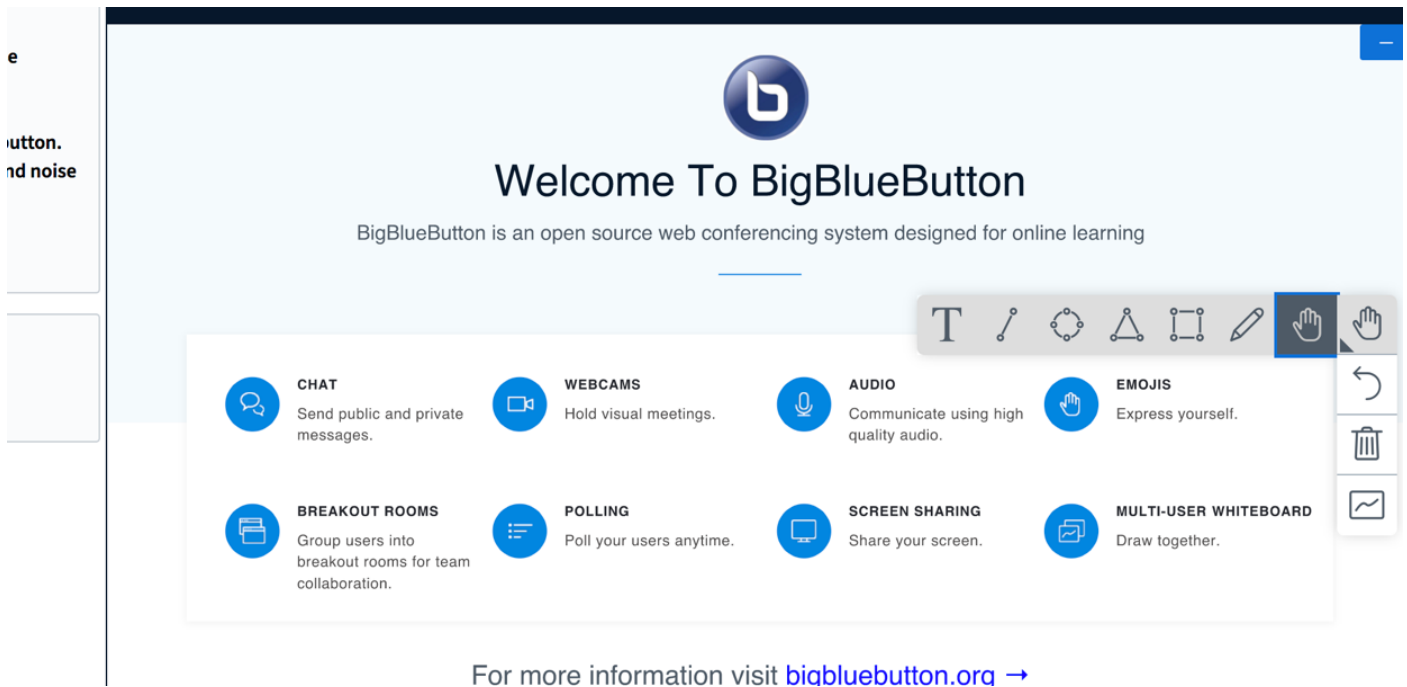 e
utton.
nd noise
Welcome To BigBlueButton
BigBlueButton is an open source web conferencing system designed for online learning
T
CHAT
Send public and private
messages.
WEBCAMS
Hold visual meetings.
AUDIO
Communicate using high
quality audio.
EMOJIS
Express yourself.
BREAKOUT ROOMS
Group users into
breakout rooms for team
collaboration.
POLLING
Poll your users anytime.
SCREEN SHARING
Share your screen.
MULTI-USER WHITEBOARD
Draw together.
For more information visit bigbluebutton.org →